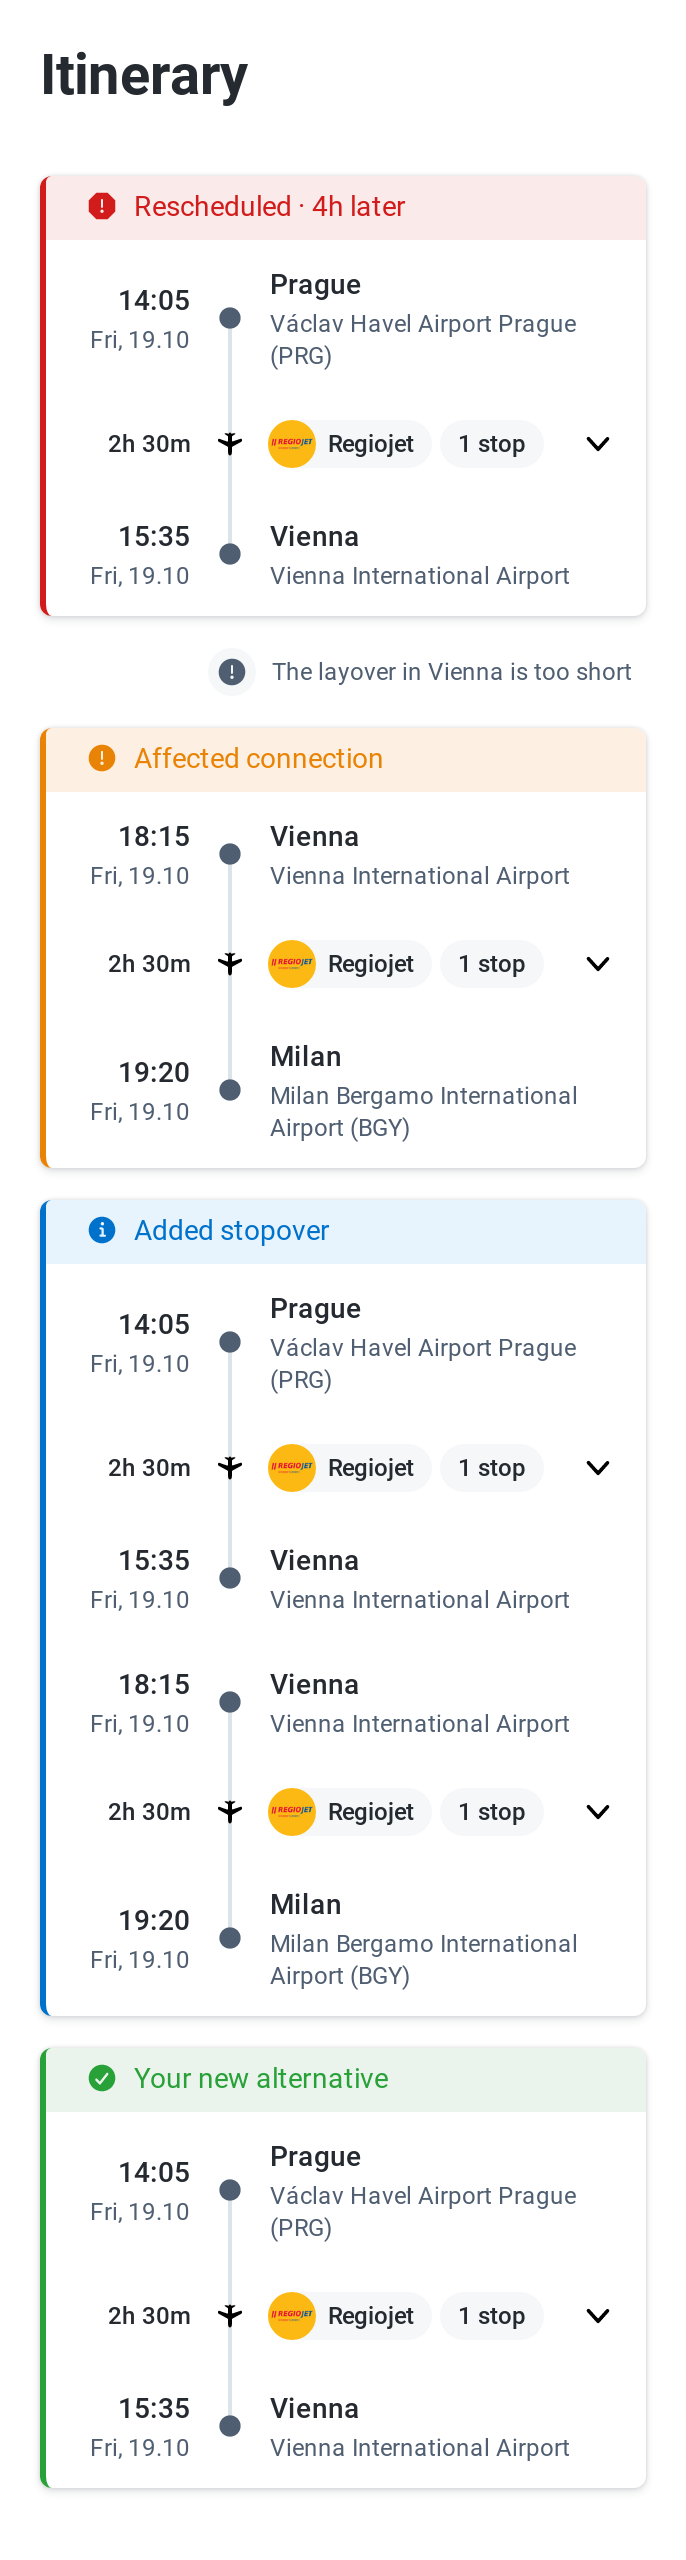 Itinerary
Rescheduled · 4h later
14:05
Fri, 19.10
Prague
Václav Havel Airport Prague
(PRG)
2h 30m
REGIOJET
Regiojet
1 stop
15:35
Fri, 19.10
Vienna
Vienna International Airport
The layover in Vienna is too short
Affected connection
18:15
Fri, 19.10
Vienna
Vienna International Airport
2h 30m
REGIOJET
Regiojet
1 stop
19:20
Fri, 19.10
Milan
Milan Bergamo International
Airport (BGY)
Added stopover
14:05
Fri, 19.10
Prague
Václav Havel Airport Prague
(PRG)
2h 30m
REGIOJET
Regiojet
1 stop
15:35
Fri, 19.10
Vienna
Vienna International Airport
18:15
Fri, 19.10
Vienna
Vienna International Airport
2h 30m
REGIOJET
Regiojet
1 stop
19:20
Fri, 19.10
Milan
Milan Bergamo International
Airport (BGY)
Your new alternative
14:05
Fri, 19.10
Prague
Václav Havel Airport Prague
(PRG)
2h 30m
REGIOJET
Regiojet
1 stop
15:35
Fri, 19.10
Vienna
Vienna International Airport